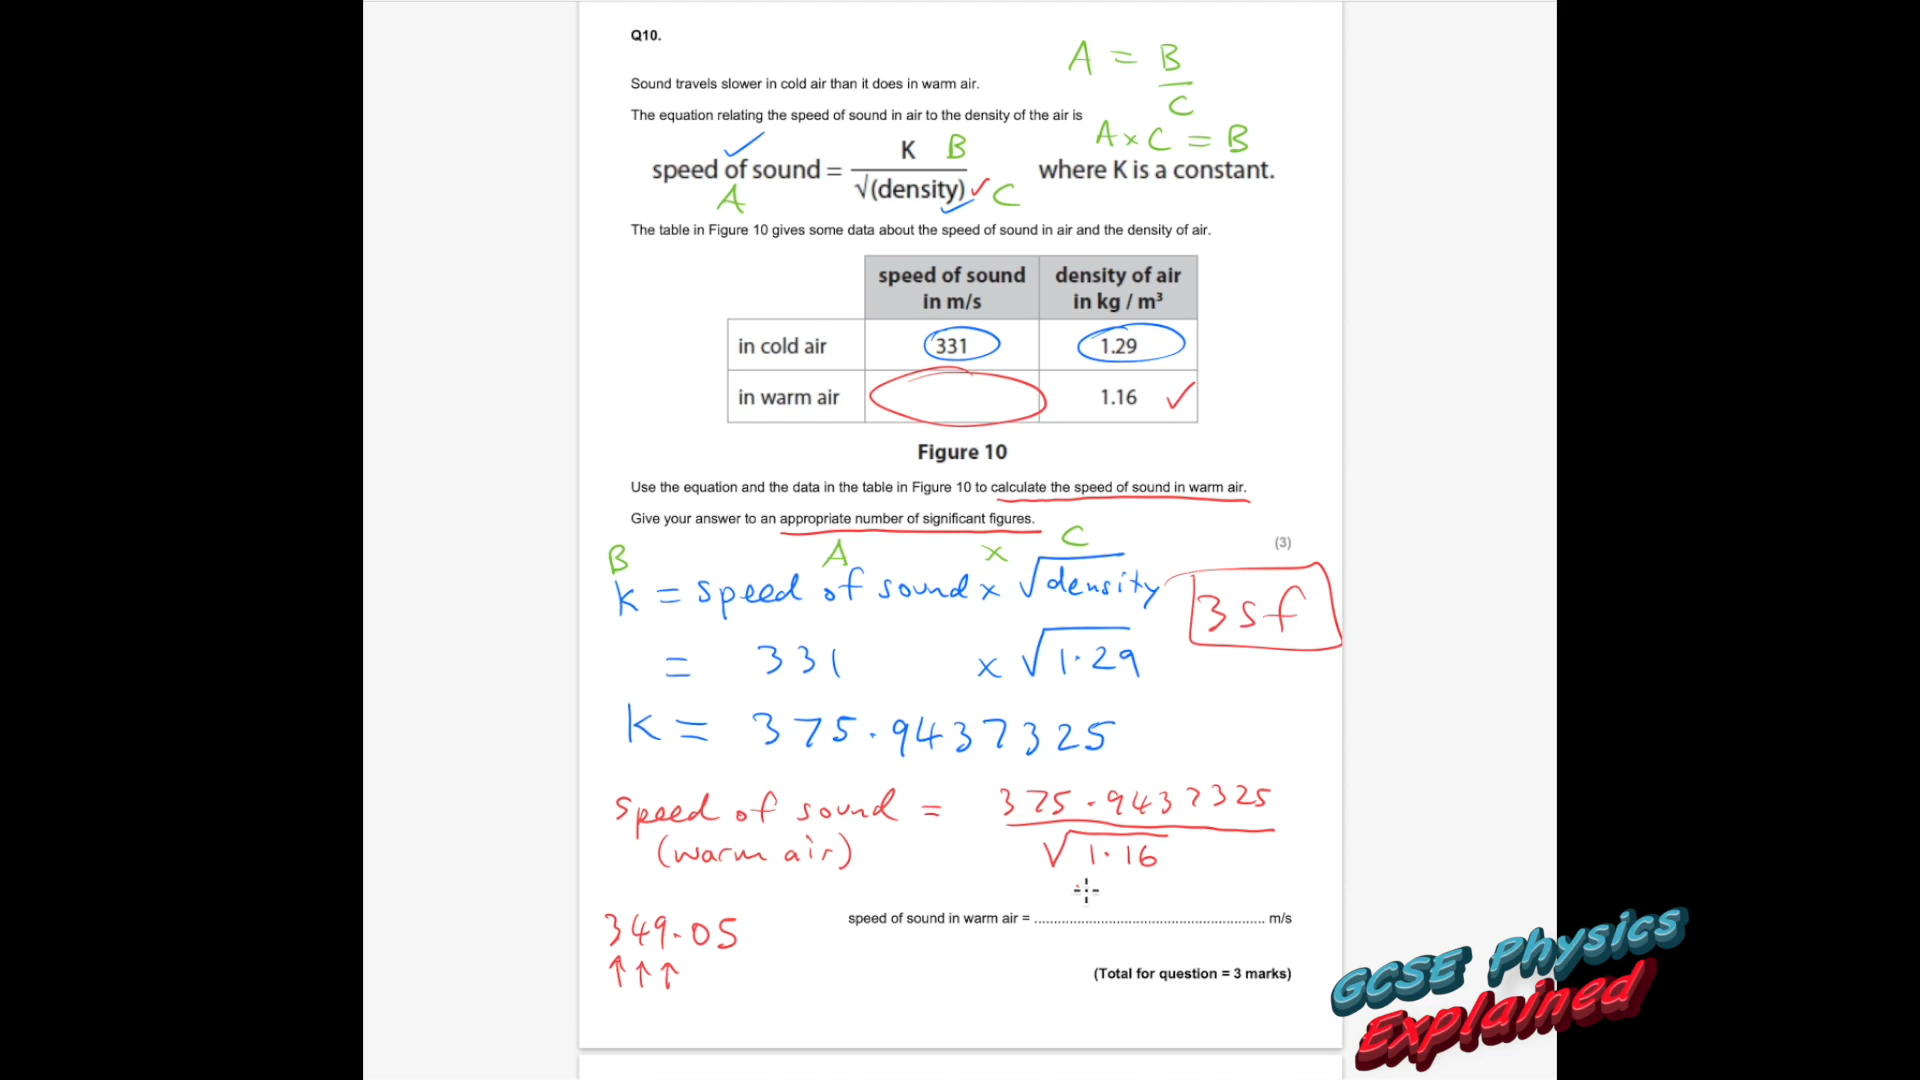 Q10.
A = B
C
Sound travels slower in cold air than it does in warm air.
The equation relating the speed of sound in air to the density of the air is
A × C = B
speed of sound = K / √(density) where K is a constant.
B
A
C
The table in Figure 10 gives some data about the speed of sound in air and the density of air.
speed of sound in m/s
density of air in kg / m³
in cold air 331 1.29
in warm air 1.16
Figure 10
Use the equation and the data in the table in Figure 10 to calculate the speed of sound in warm air.
Give your answer to an appropriate number of significant figures.
(3)
B A × C
k = speed of sound × √density
3 sf
= 331 × √1.29
k = 375.9437325
speed of sound = 375.9437325
(warm air) √1.16
349.05
speed of sound in warm air = ........................................................ m/s
(Total for question = 3 marks)
GCSE Physics
Explained